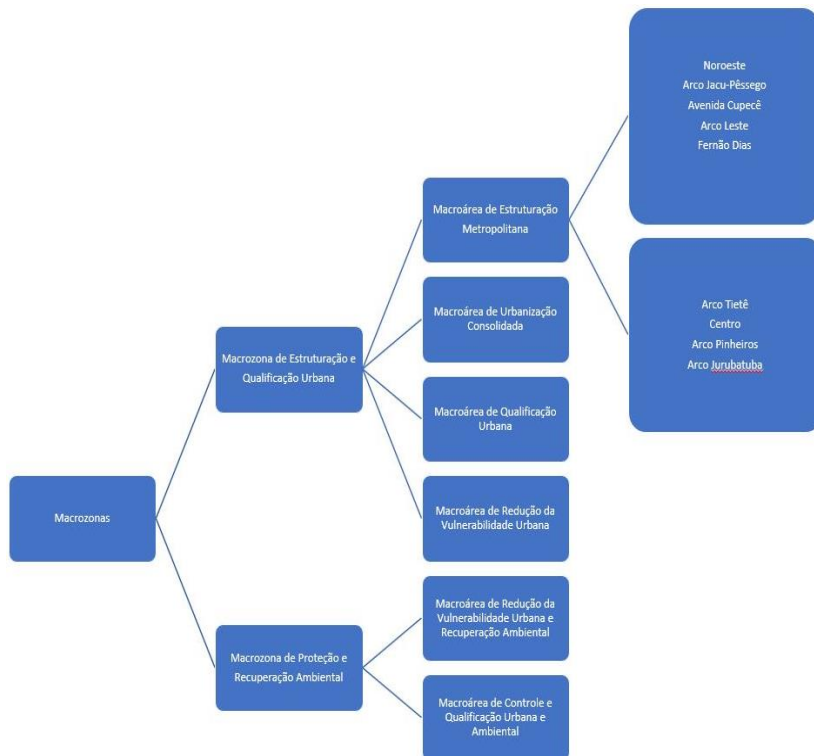 Macrozonas
Macrozona de Estruturação e
Qualificação Urbana
Macroárea de Estruturação
Metropolitana
Noroeste
Arco Jacu-Pêssego
Avenida Cupecê
Arco Leste
Fernão Dias
Arco Tietê
Centro
Arco Pinheiros
Arco Jurubatuba
Macroárea de Urbanização
Consolidada
Macroárea de Qualificação
Urbana
Macroárea de Redução da
Vulnerabilidade Urbana
Macrozona de Proteção e
Recuperação Ambiental
Macroárea de Redução da
Vulnerabilidade Urbana e
Recuperação Ambiental
Macroárea de Controle e
Qualificação Urbana e
Ambiental